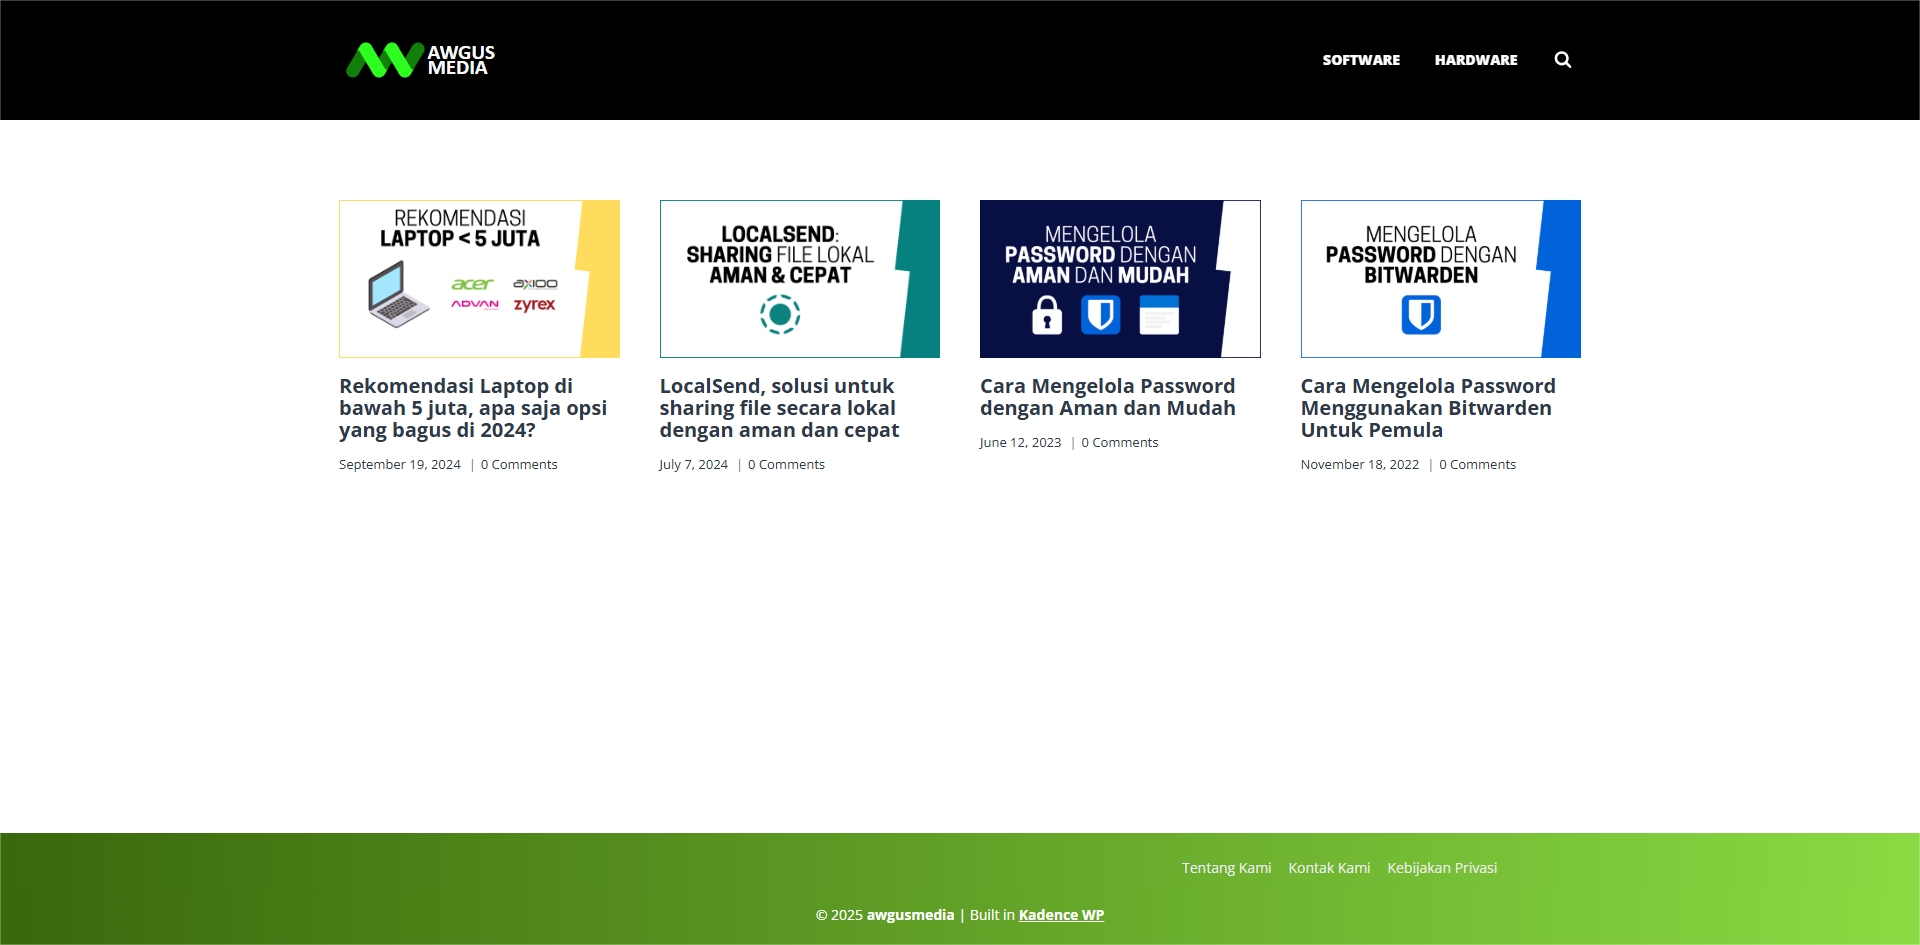 AWGUS
MEDIA
SOFTWARE
HARDWARE
REKOMENDASI
LAPTOP < 5 JUTA
acer
axioo
ADVAN
zyrex
LOCALSEND:
SHARING FILE LOKAL
AMAN & CEPAT
MENGELOLA
PASSWORD DENGAN
AMAN DAN MUDAH
MENGELOLA
PASSWORD DENGAN
BITWARDEN
Rekomendasi Laptop di
bawah 5 juta, apa saja opsi
yang bagus di 2024?
September 19, 2024 | 0 Comments
LocalSend, solusi untuk
sharing file secara lokal
dengan aman dan cepat
July 7, 2024 | 0 Comments
Cara Mengelola Password
dengan Aman dan Mudah
June 12, 2023 | 0 Comments
Cara Mengelola Password
Menggunakan Bitwarden
Untuk Pemula
November 18, 2022 | 0 Comments
Tentang Kami
Kontak Kami
Kebijakan Privasi
© 2025 awgusmedia | Built in Kadence WP